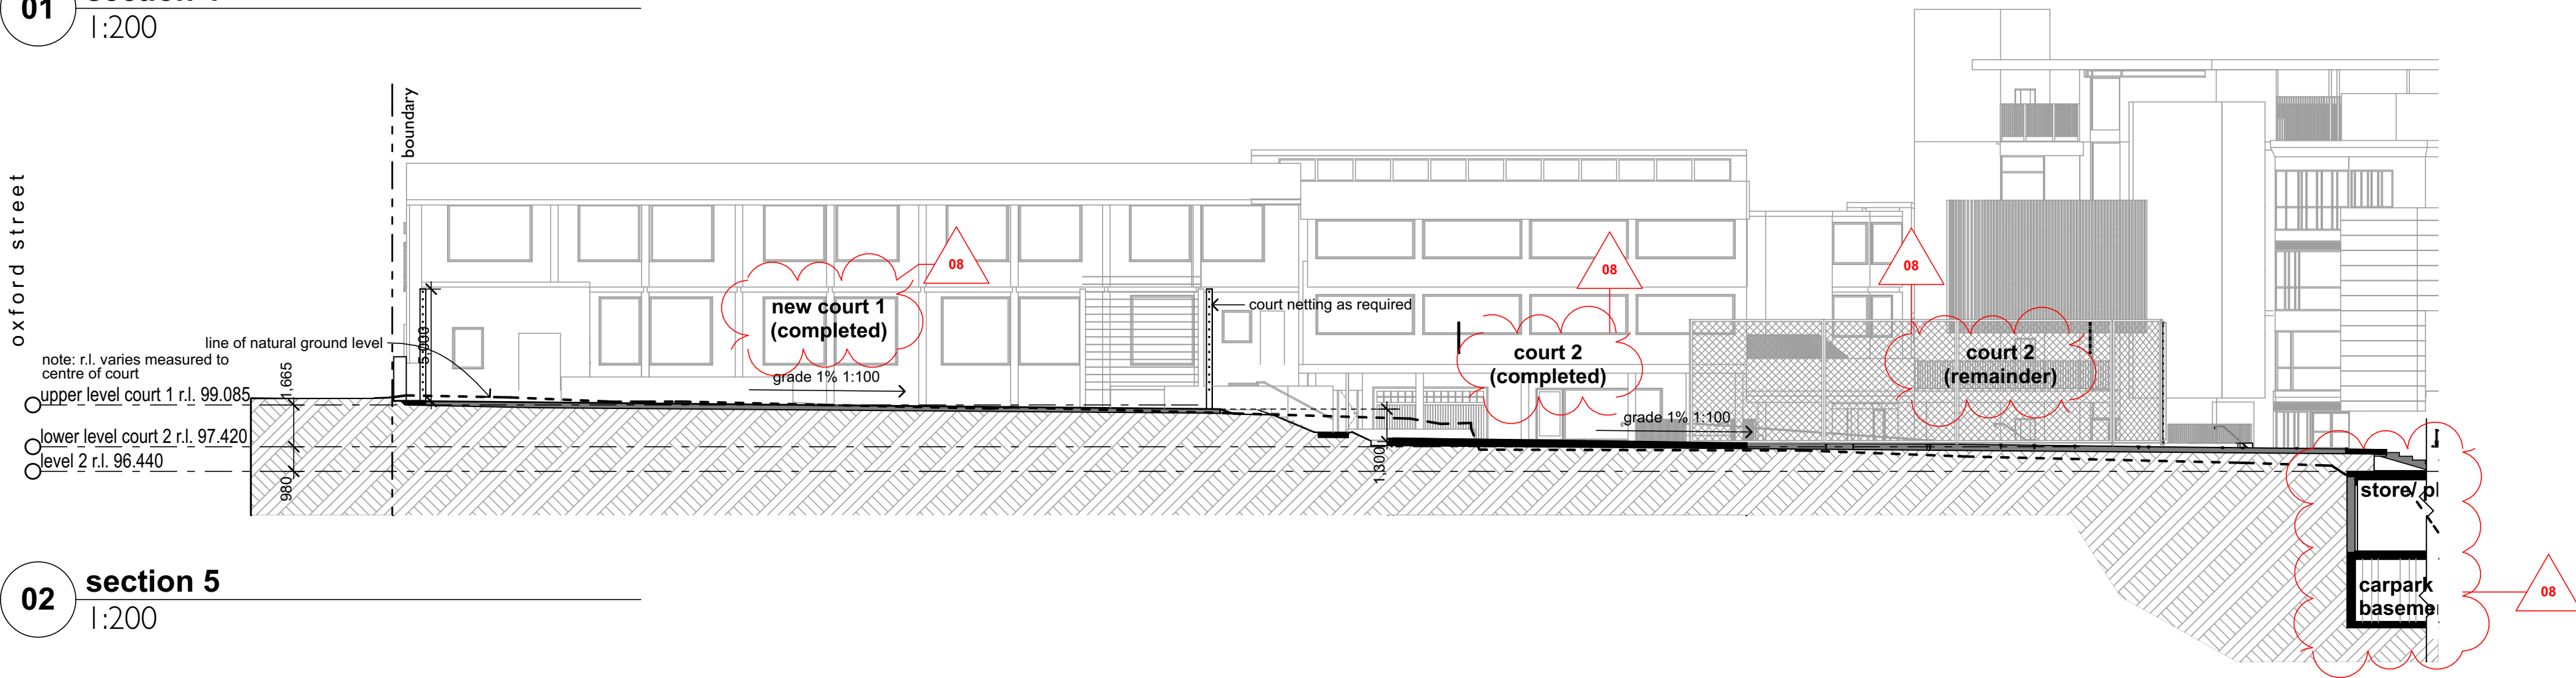 01
1:200
oxford street
boundary
08
08
08
new court 1
(completed)
court netting as required
line of natural ground level
5,000
note: r.l. varies measured to
centre of court
court 2
(completed)
court 2
(remainder)
1,665
grade 1% 1:100
upper level court 1 r.l. 99.085
grade 1% 1:100
lower level court 2 r.l. 97.420
level 2 r.l. 96.440
1,300
980
store/
carpark
02
section 5
1:200
08